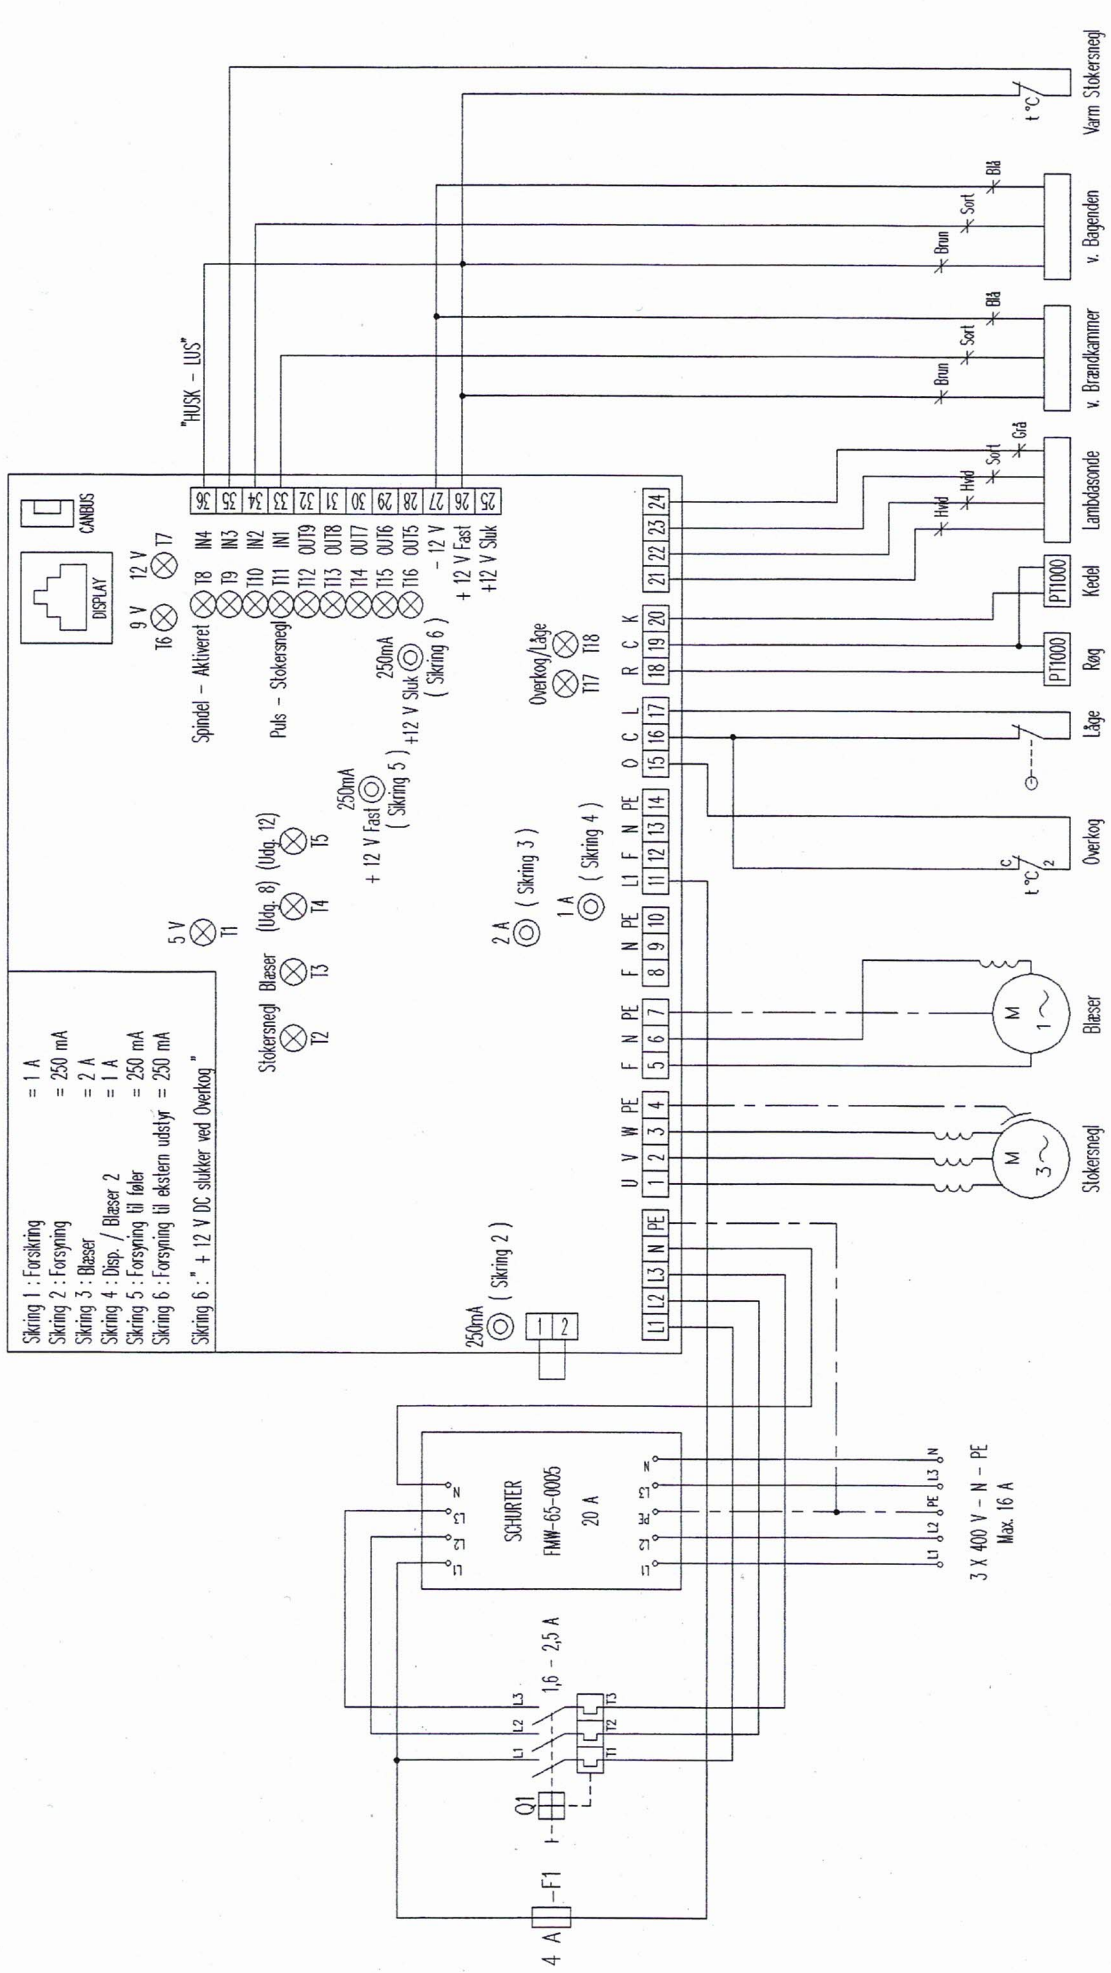 Sikring 1 : Forsikring = 1 A
Sikring 2 : Forsyning = 250 mA
Sikring 3 : Blæser = 2 A
Sikring 4 : Disp. / Blæser 2 = 1 A
Sikring 5 : Forsyning til føler = 250 mA
Sikring 6 : Forsyning til ekstern udstyr = 250 mA
Sikring 6 : " + 12 V DC slukker ved Overkog "
5 V
T1
Stokersnegl
T2
Blæser
T3
(Udg. 8)
T4
(Udg. 12)
T5
DISPLAY
CANBUS
9 V
T6
12 V
T7
Spindel - Aktiveret
Puls - Stokersnegl
T8 IN4 36
T9 IN3 35
T10 IN2 34
T11 IN1 33
T12 OUT9 32
T13 OUT8 31
T14 OUT7 30
T15 OUT6 29
T16 OUT5 28
- 12 V 27
+ 12 V Fast 26
+12 V Sluk 25
"HUSK - LUS"
250mA
+ 12 V Fast
( Sikring 5 )
250mA
+12 V Sluk
( Sikring 6 )
Overkog/Låge
T17
T18
250mA
( Sikring 2 )
2 A
( Sikring 3 )
1 A
( Sikring 4 )
1 2
L1 L2 L3 N PE
U V W PE
1 2 3 4
F N PE
5 6 7
F N PE
8 9 10
L1 F N PE
11 12 13 14
O C L
15 16 17
R C K
18 19 20
21 22 23 24
4 A
-F1
Q1
L1 L2 L3
1,6 - 2,5 A
T1 T2 T3
L1 L2 L3 N
SCHURTER
FMW-65-0005
20 A
L1 L2 PE L3 N
L1 L2 PE L3 N
3 X 400 V - N - PE
Max. 16 A
M
3~
Stokersnegl
M
1~
Blæser
C
t °C
2
Overkog
Låge
PT1000
Røg
PT1000
Kedel
Hvid
Hvid
Sort
Grå
Lambdasonde
Brun
Sort
Blå
v. Brændkammer
Brun
Sort
Blå
v. Bagenden
t °C
Varm Stokersnegl